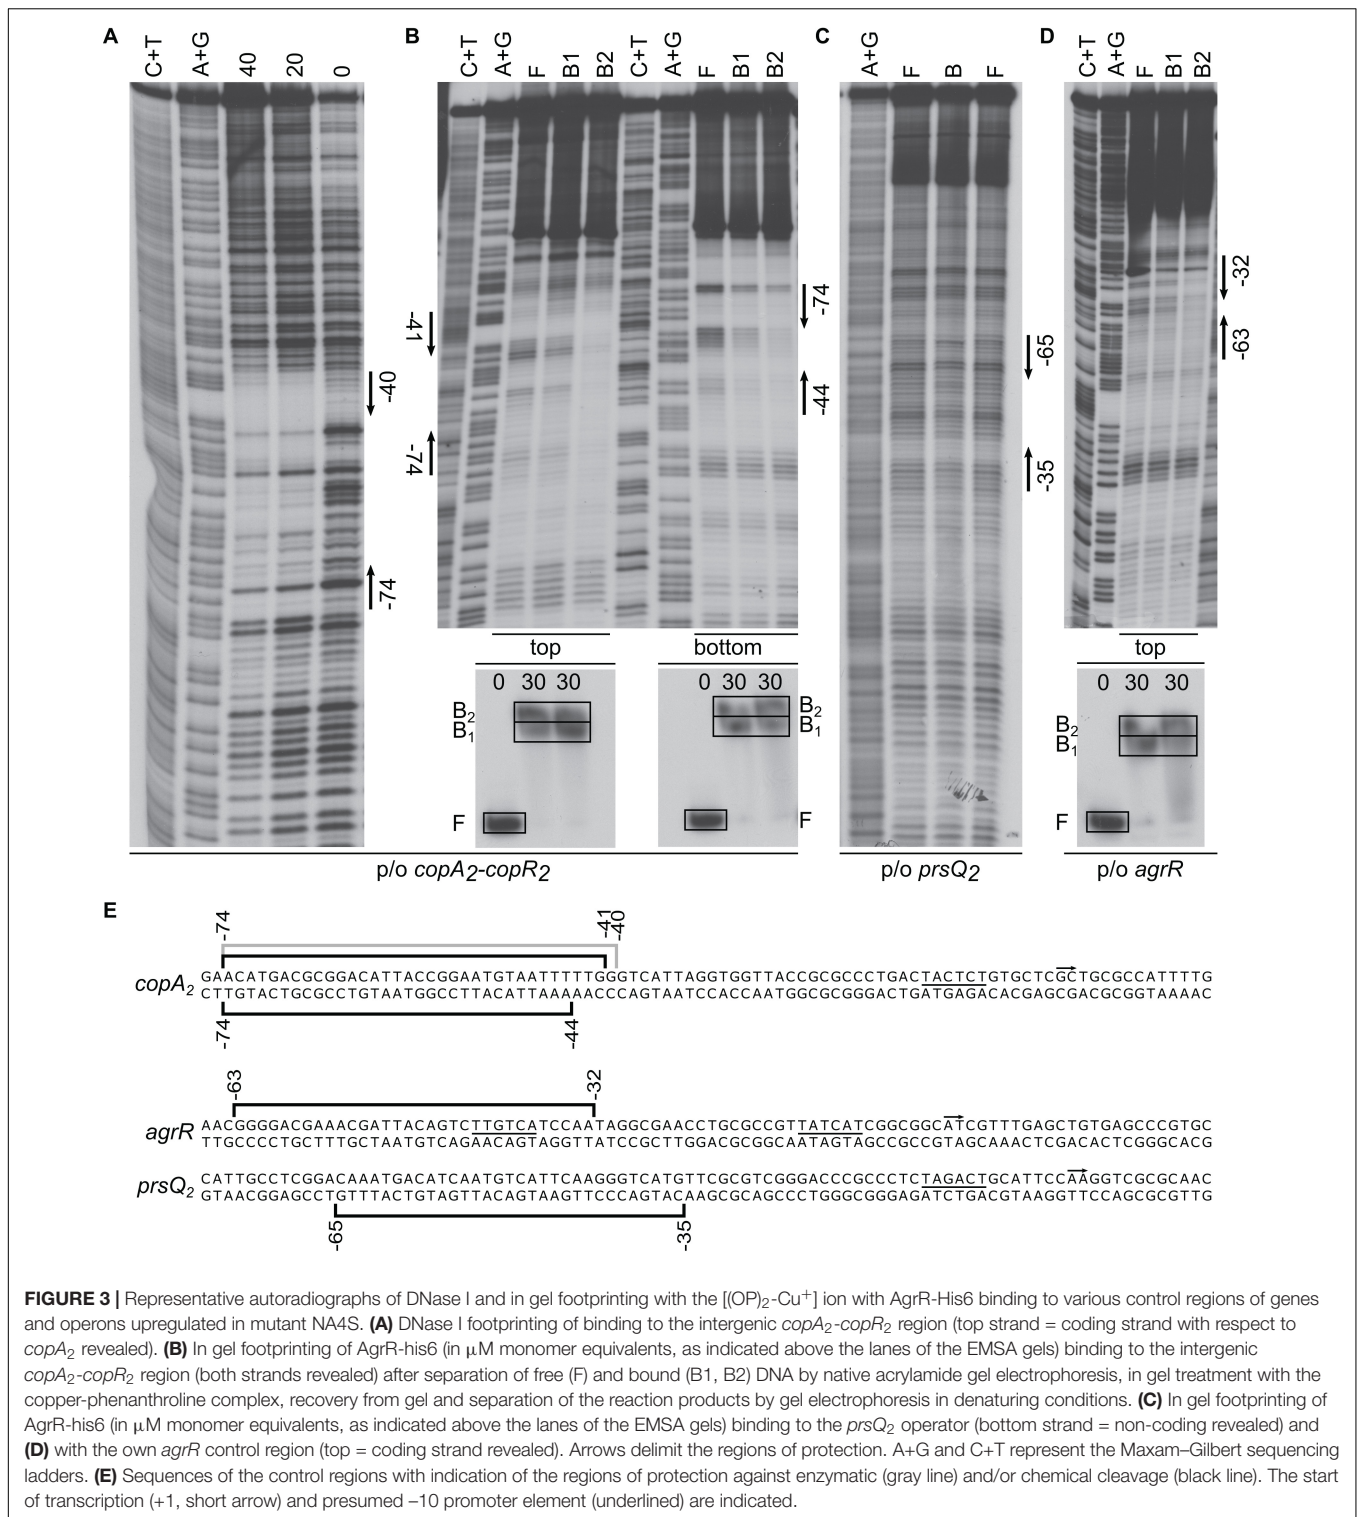 A B C D
C+T A+G 40 20 0 C+T A+G F B1 B2 C+T A+G F B1 B2 A+G F B F C+T A+G F B1 B2
-40
-74
-41
-74
-74
-44
-65
-35
-32
-63
top bottom top
0 30 30 0 30 30 0 30 30
B2 B2 B2
B1 B1 B1
F F F
p/o copA2-copR2 p/o prsQ2 p/o agrR
E
-74 -41 -40
copA2
GAACATGACGCGGACATTACCGGAATGTAATTTTTGGGTCATTAGGTGGTTACCGCGCCCTGACTACTCTGTGCTCGCTGCGCCATTTTG
CTTGTACTGCGCCTGTAATGGCCTTACATTAAAAACCCAGTAATCCACCAATGGCGCGGGACTGATGAGACACGAGCGACGCGGTAAAAC
-74 -44
-63 -32
agrR
AACGGGGACGAAACGATTACAGTCTTGTCATCCAATAGGCGAACCTGCGCCGTTATCATCGGCGGCATCGTTTGAGCTGTGAGCCCGTGC
TTGCCCCTGCTTTGCTAATGTCAGAACAGTAGGTTATCCGCTTGGACGCGGCAATAGTAGCCGCCGTAGCAAACTCGACACTCGGGCACG
prsQ2
CATTGCCTCGGACAAATGACATCAATGTCATTCAAGGGTCATGTTCGCGTCGGGACCCGCCCTCTAGACTGCATTCCAAGGTCGCGCAAC
GTAACGGAGCCTGTTTACTGTAGTTACAGTAAGTTCCCAGTACAAGCGCAGCCCTGGGCGGGAGATCTGACGTAAGGTTCCAGCGCGTTG
-65 -35
FIGURE 3 | Representative autoradiographs of DNase I and in gel footprinting with the [(OP)2-Cu+] ion with AgrR-His6 binding to various control regions of genes
and operons upregulated in mutant NA4S. (A) DNase I footprinting of binding to the intergenic copA2-copR2 region (top strand = coding strand with respect to
copA2 revealed). (B) In gel footprinting of AgrR-his6 (in μM monomer equivalents, as indicated above the lanes of the EMSA gels) binding to the intergenic
copA2-copR2 region (both strands revealed) after separation of free (F) and bound (B1, B2) DNA by native acrylamide gel electrophoresis, in gel treatment with the
copper-phenanthroline complex, recovery from gel and separation of the reaction products by gel electrophoresis in denaturing conditions. (C) In gel footprinting of
AgrR-his6 (in μM monomer equivalents, as indicated above the lanes of the EMSA gels) binding to the prsQ2 operator (bottom strand = non-coding revealed) and
(D) with the own agrR control region (top = coding strand revealed). Arrows delimit the regions of protection. A+G and C+T represent the Maxam–Gilbert sequencing
ladders. (E) Sequences of the control regions with indication of the regions of protection against enzymatic (gray line) and/or chemical cleavage (black line). The start
of transcription (+1, short arrow) and presumed –10 promoter element (underlined) are indicated.